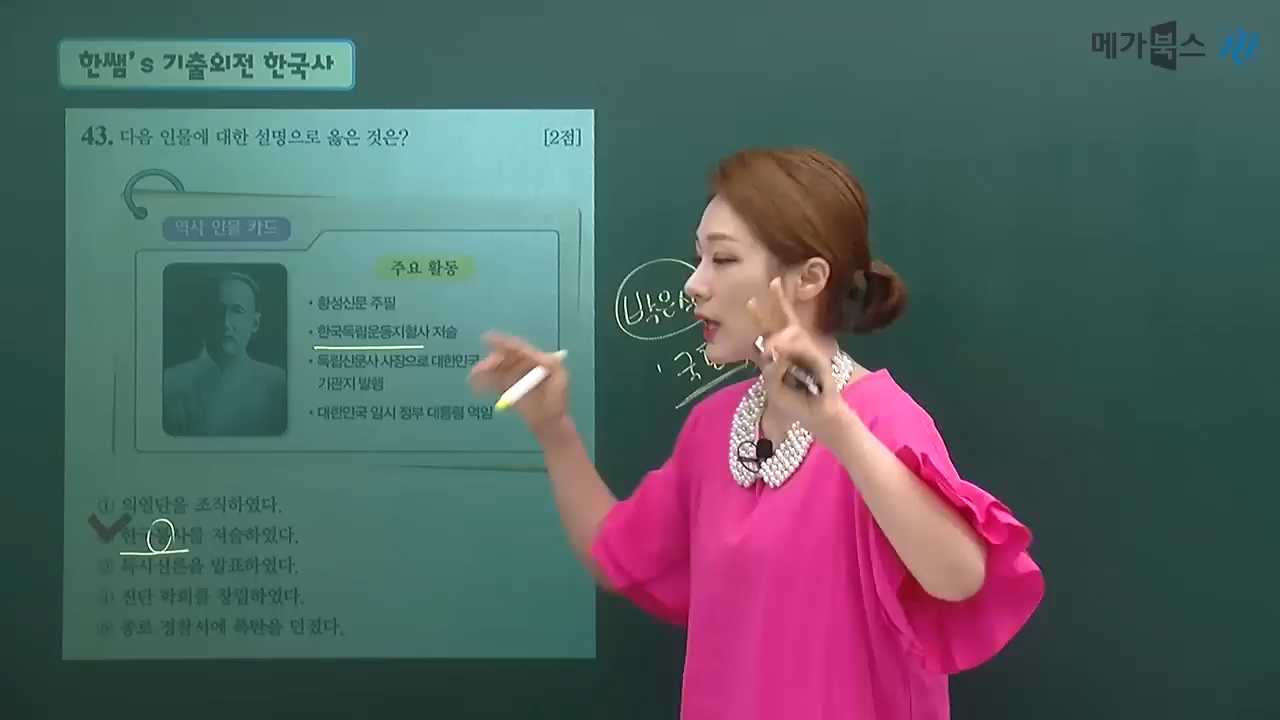 한쌤's 기출외전 한국사
메가북스
43. 다음 인물에 대한 설명으로 옳은 것은? [2점]
역사 인물 카드
주요 활동
• 황성신문 주필
• 한국독립운동지혈사 저술
• 독립신문사 사장으로 대한민국
기관지 발행
• 대한민국 임시 정부 대통령 역임
① 의열단을 조직하였다.
한국통사를 저술하였다.
③ 독사신론을 발표하였다.
④ 진단 학회를 창립하였다.
⑤ 종로 경찰서에 폭탄을 던졌다.
박은식